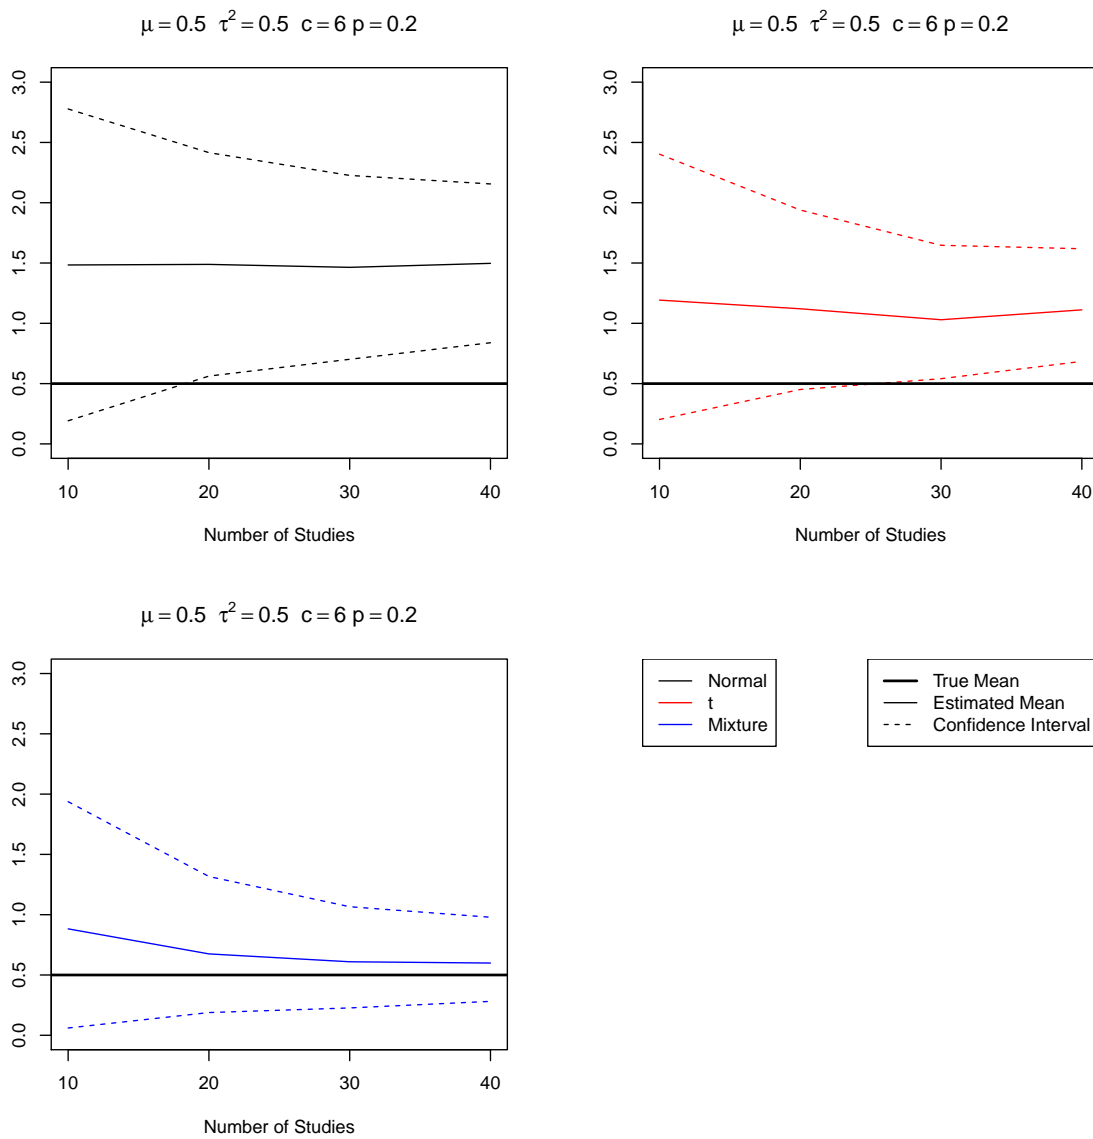 μ = 0.5 τ² = 0.5 c = 6 p = 0.2
3.0
2.5
2.0
1.5
1.0
0.5
0.0
10 20 30 40
Number of Studies
μ = 0.5 τ² = 0.5 c = 6 p = 0.2
3.0
2.5
2.0
1.5
1.0
0.5
0.0
10 20 30 40
Number of Studies
μ = 0.5 τ² = 0.5 c = 6 p = 0.2
3.0
2.5
2.0
1.5
1.0
0.5
0.0
10 20 30 40
Number of Studies
Normal
t
Mixture
True Mean
Estimated Mean
Confidence Interval